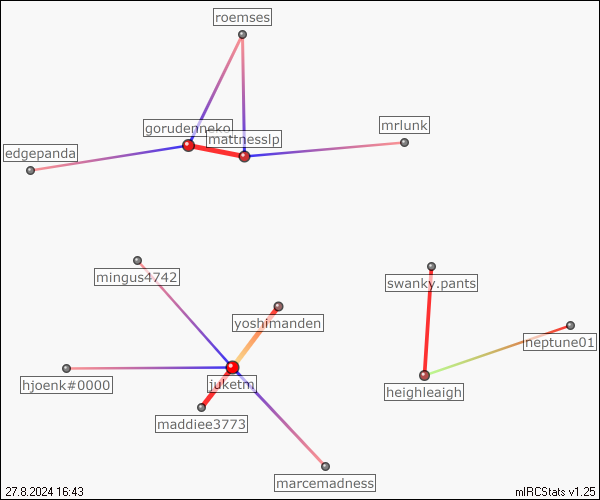 roemses
gorudenneko
mattnesslp
mrlunk
edgepanda
mingus4742
swanky.pants
yoshimanden
neptune01
hjoenk#0000
juketm
heighleaigh
maddiee3773
marcemadness
27.8.2024 16:43
mIRCStats v1.25